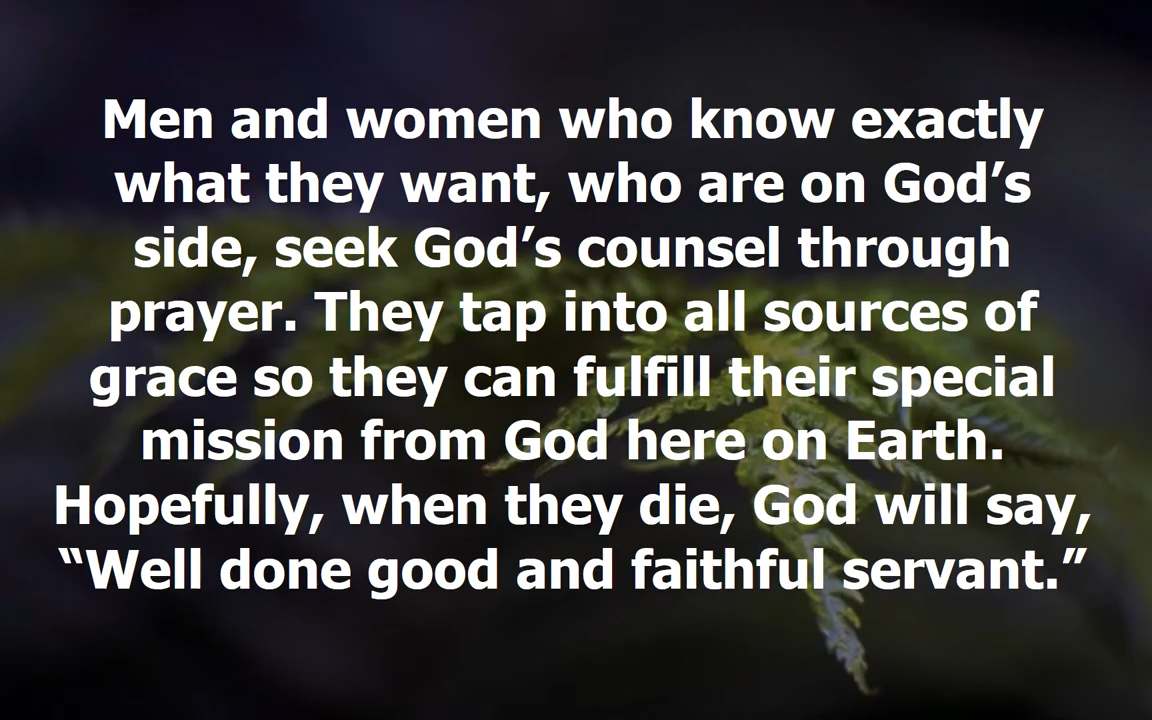 Men and women who know exactly
what they want, who are on God’s
side, seek God’s counsel through
prayer. They tap into all sources of
grace so they can fulfill their special
mission from God here on Earth.
Hopefully, when they die, God will say,
“Well done good and faithful servant.”